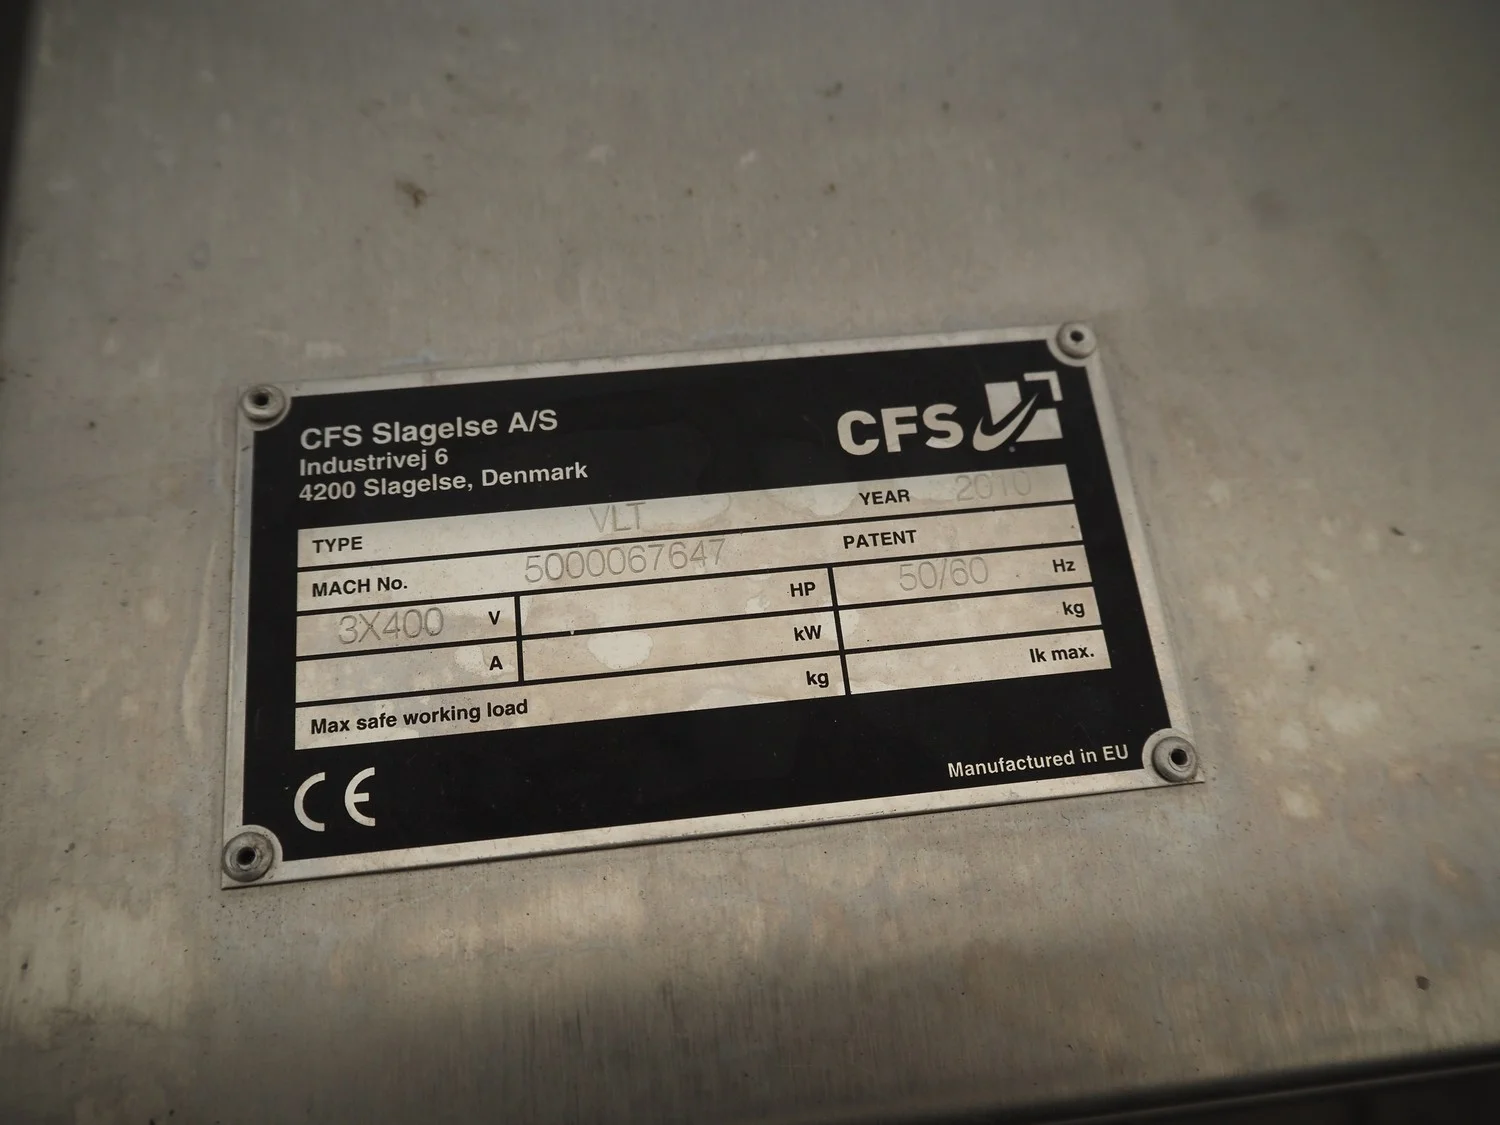 CFS Slagelse A/S
Industrivej 6
4200 Slagelse, Denmark
CFS
TYPE VLT YEAR 2010
MACH No. 5000067647 PATENT
3X400 V HP 50/60 Hz
A kW kg
Max safe working load kg Ik max.
CE
Manufactured in EU